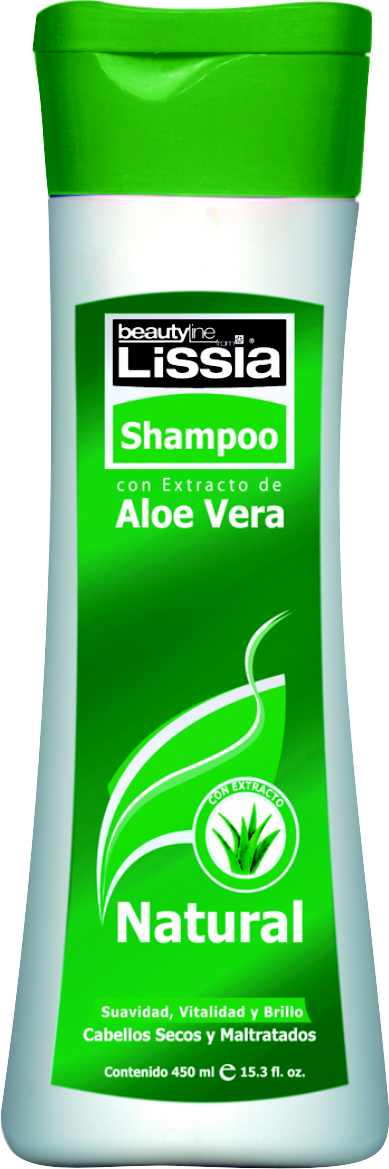 beautyline
from ®
Lissia
Shampoo
con Extracto de
Aloe Vera
CON EXTRACTO
Natural
Suavidad, Vitalidad y Brillo
Cabellos Secos y Maltratados
Contenido 450 ml ℮ 15.3 fl. oz.